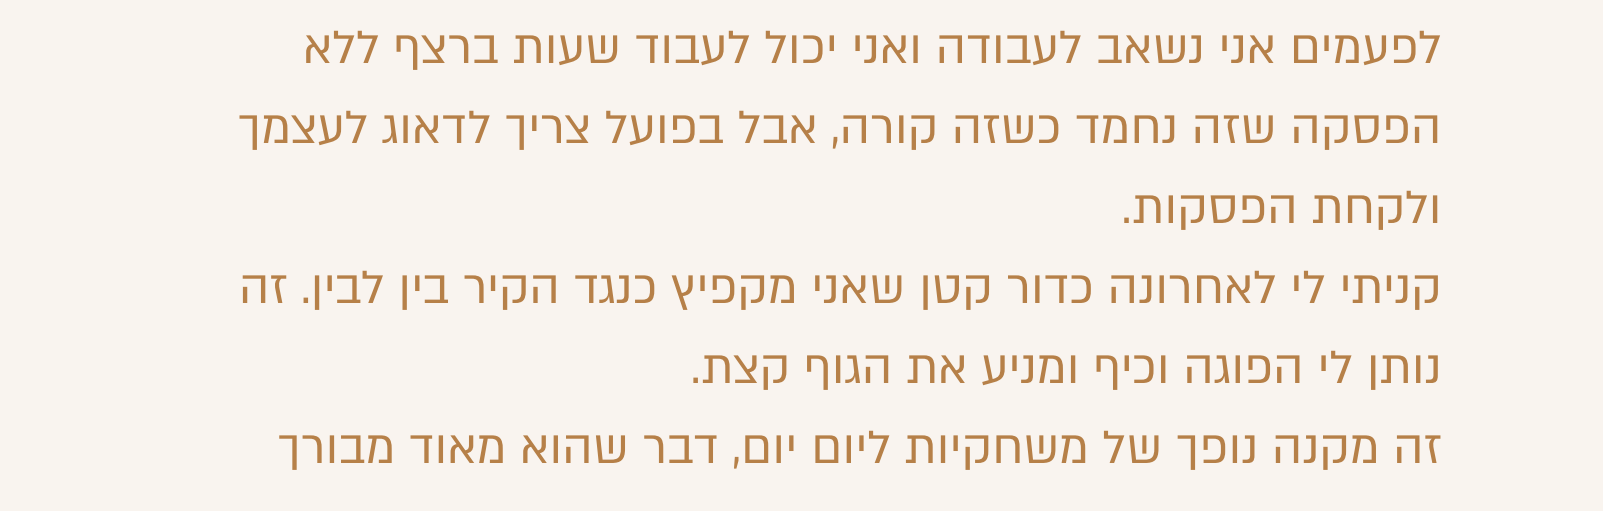 לפעמים אני נשאב לעבודה ואני יכול לעבוד שעות ברצף ללא
הפסקה שזה נחמד כשזה קורה, אבל בפועל צריך לדאוג לעצמך
ולקחת הפסקות.
קניתי לי לאחרונה כדור קטן שאני מקפיץ כנגד הקיר בין לבין. זה
נותן לי הפוגה וכיף ומניע את הגוף קצת.
זה מקנה נופך של משחקיות ליום יום, דבר שהוא מאוד מבורך